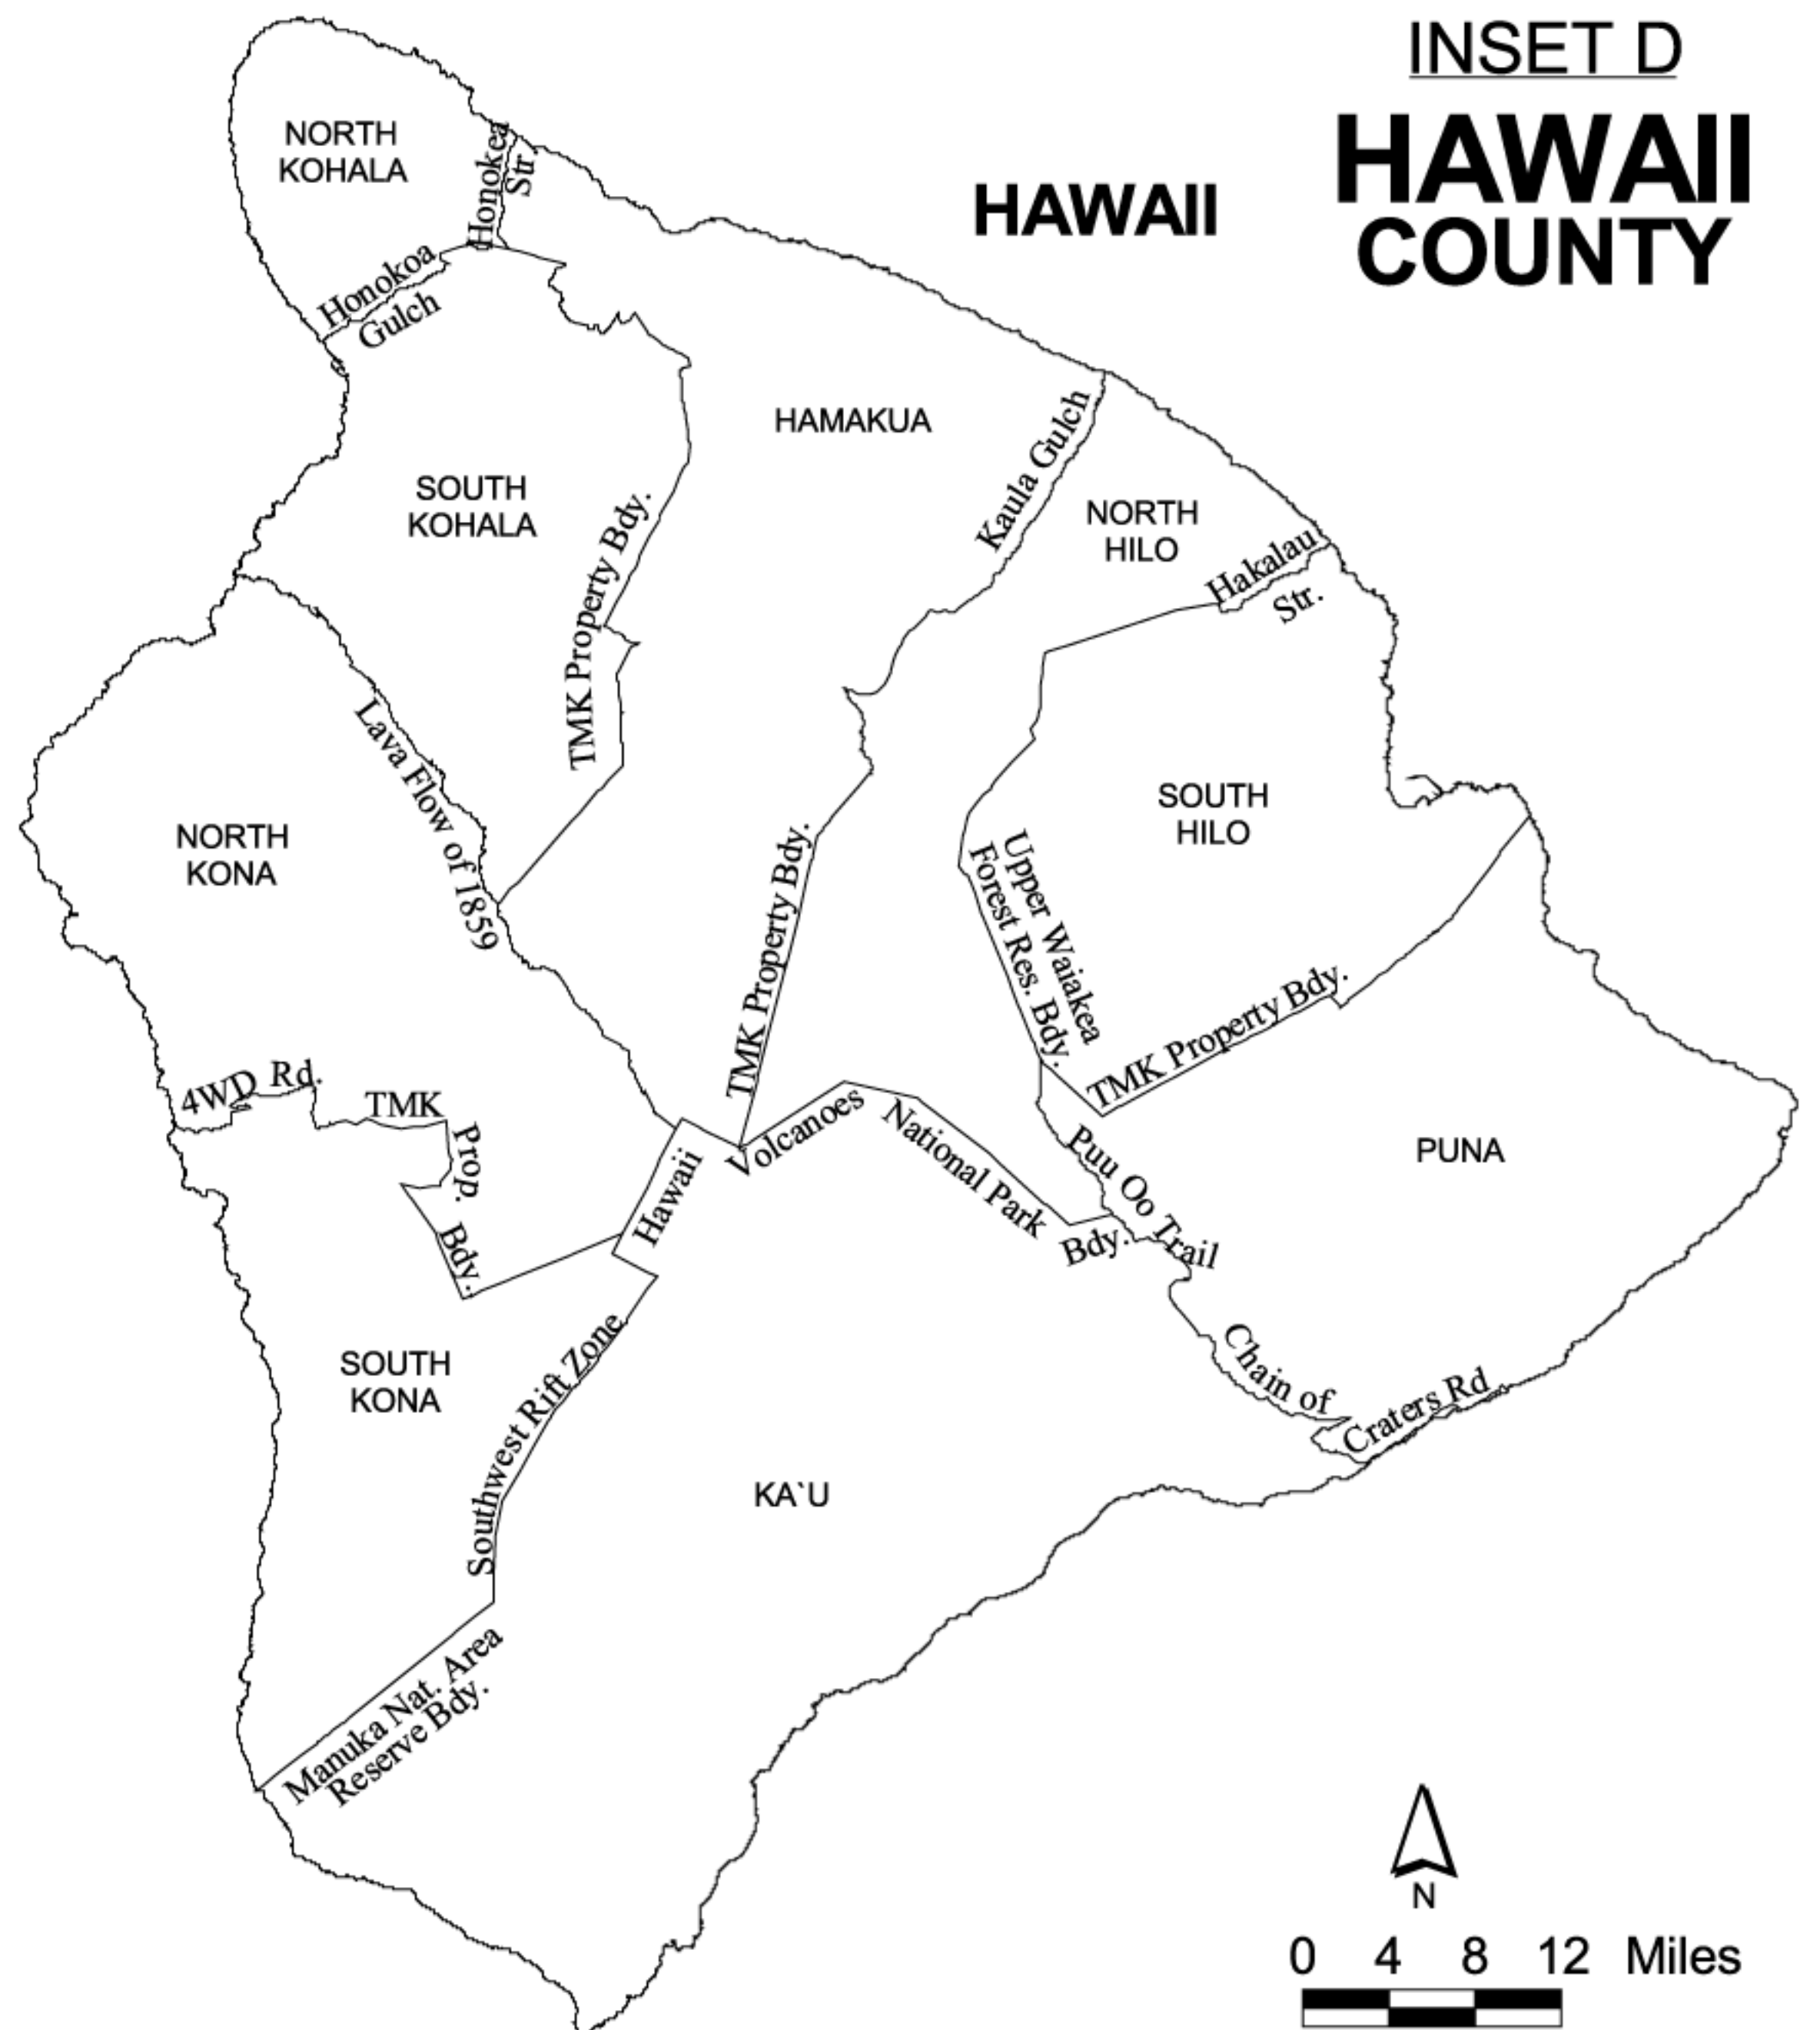 INSET D
HAWAII
COUNTY
HAWAII
NORTH
KOHALA
Honokea
Str.
Honokoa
Gulch
HAMAKUA
Kaula Gulch
SOUTH
KOHALA
TMK Property Bdy.
NORTH
HILO
Hakalau
Str.
Lava Flow of 1859
NORTH
KONA
SOUTH
HILO
TMK Property Bdy.
Upper Waiakea
Forest Res. Bdy.
TMK Property Bdy.
4WD Rd.
TMK
Prop.
Bdy.
Hawaii
Volcanoes
National Park
Bdy.
Puu Oo Trail
PUNA
SOUTH
KONA
Southwest Rift Zone
Chain of
Craters Rd
KA`U
Manuka Nat. Area
Reserve Bdy.
N
0 4 8 12 Miles